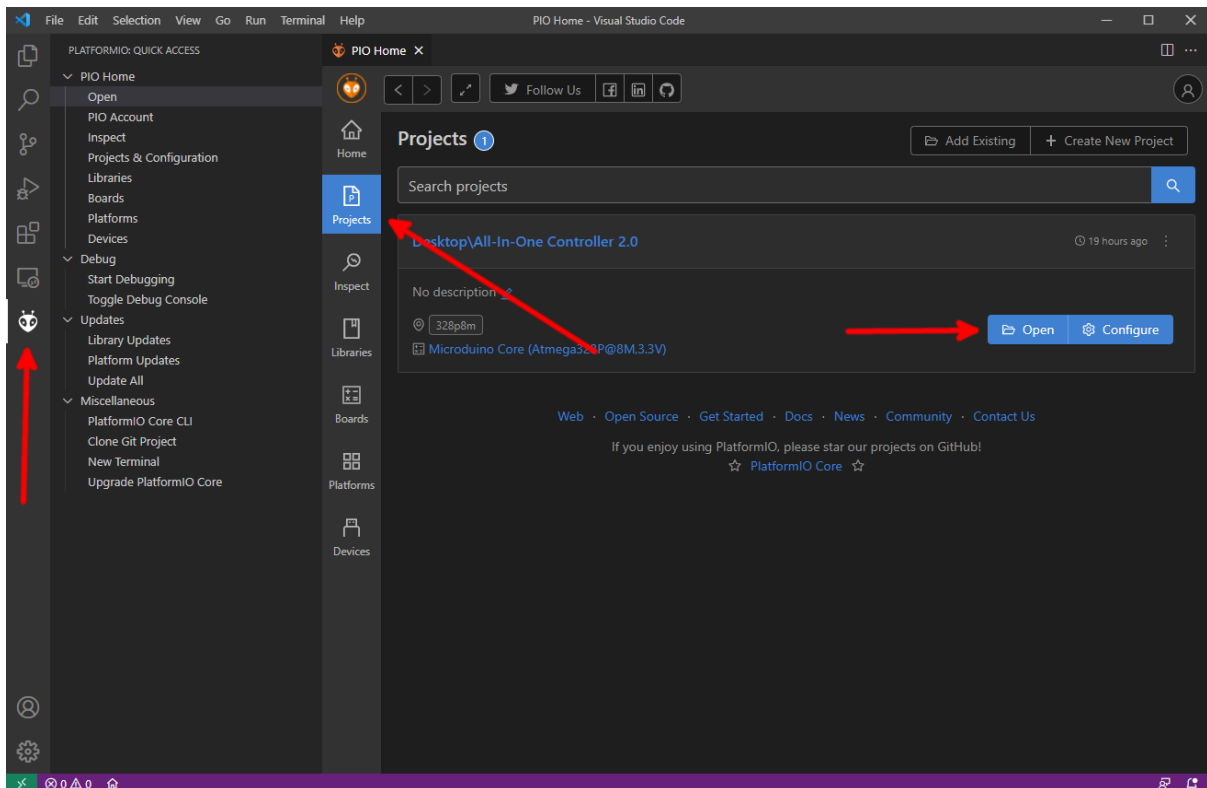 File Edit Selection View Go Run Terminal Help
PIO Home - Visual Studio Code
PLATFORMIO: QUICK ACCESS
PIO Home
Open
PIO Account
Inspect
Projects & Configuration
Libraries
Boards
Platforms
Devices
Debug
Start Debugging
Toggle Debug Console
Updates
Library Updates
Platform Updates
Update All
Miscellaneous
PlatformIO Core CLI
Clone Git Project
New Terminal
Upgrade PlatformIO Core
PIO Home
Follow Us
Home
Projects
Inspect
Libraries
Boards
Platforms
Devices
Projects 1
Add Existing
Create New Project
Search projects
Desktop\All-In-One Controller 2.0
19 hours ago
No description
328p8m
Microduino Core (Atmega328P@8M,3.3V)
Open
Configure
Web · Open Source · Get Started · Docs · News · Community · Contact Us
If you enjoy using PlatformIO, please star our projects on GitHub!
PlatformIO Core
0 0